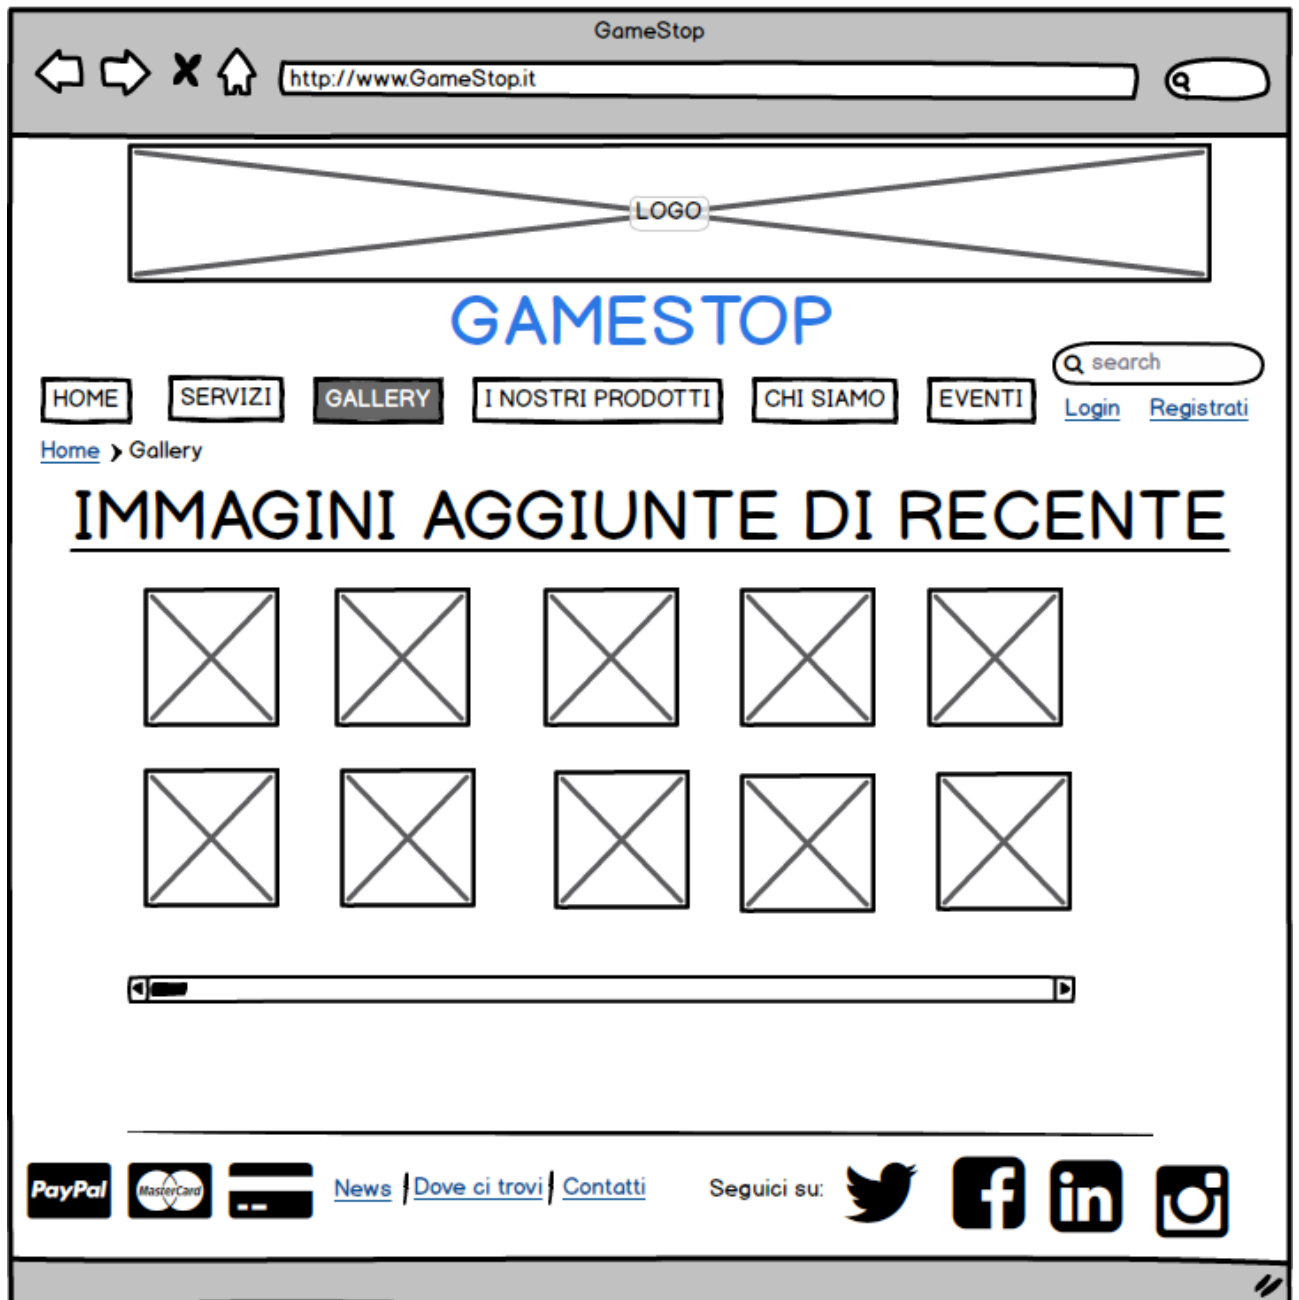 GameStop
http://www.GameStop.it
LOGO
GAMESTOP
search
HOME SERVIZI GALLERY I NOSTRI PRODOTTI CHI SIAMO EVENTI
Login Registrati
Home Gallery
IMMAGINI AGGIUNTE DI RECENTE
PayPal MasterCard News Dove ci trovi Contatti Seguici su: f in